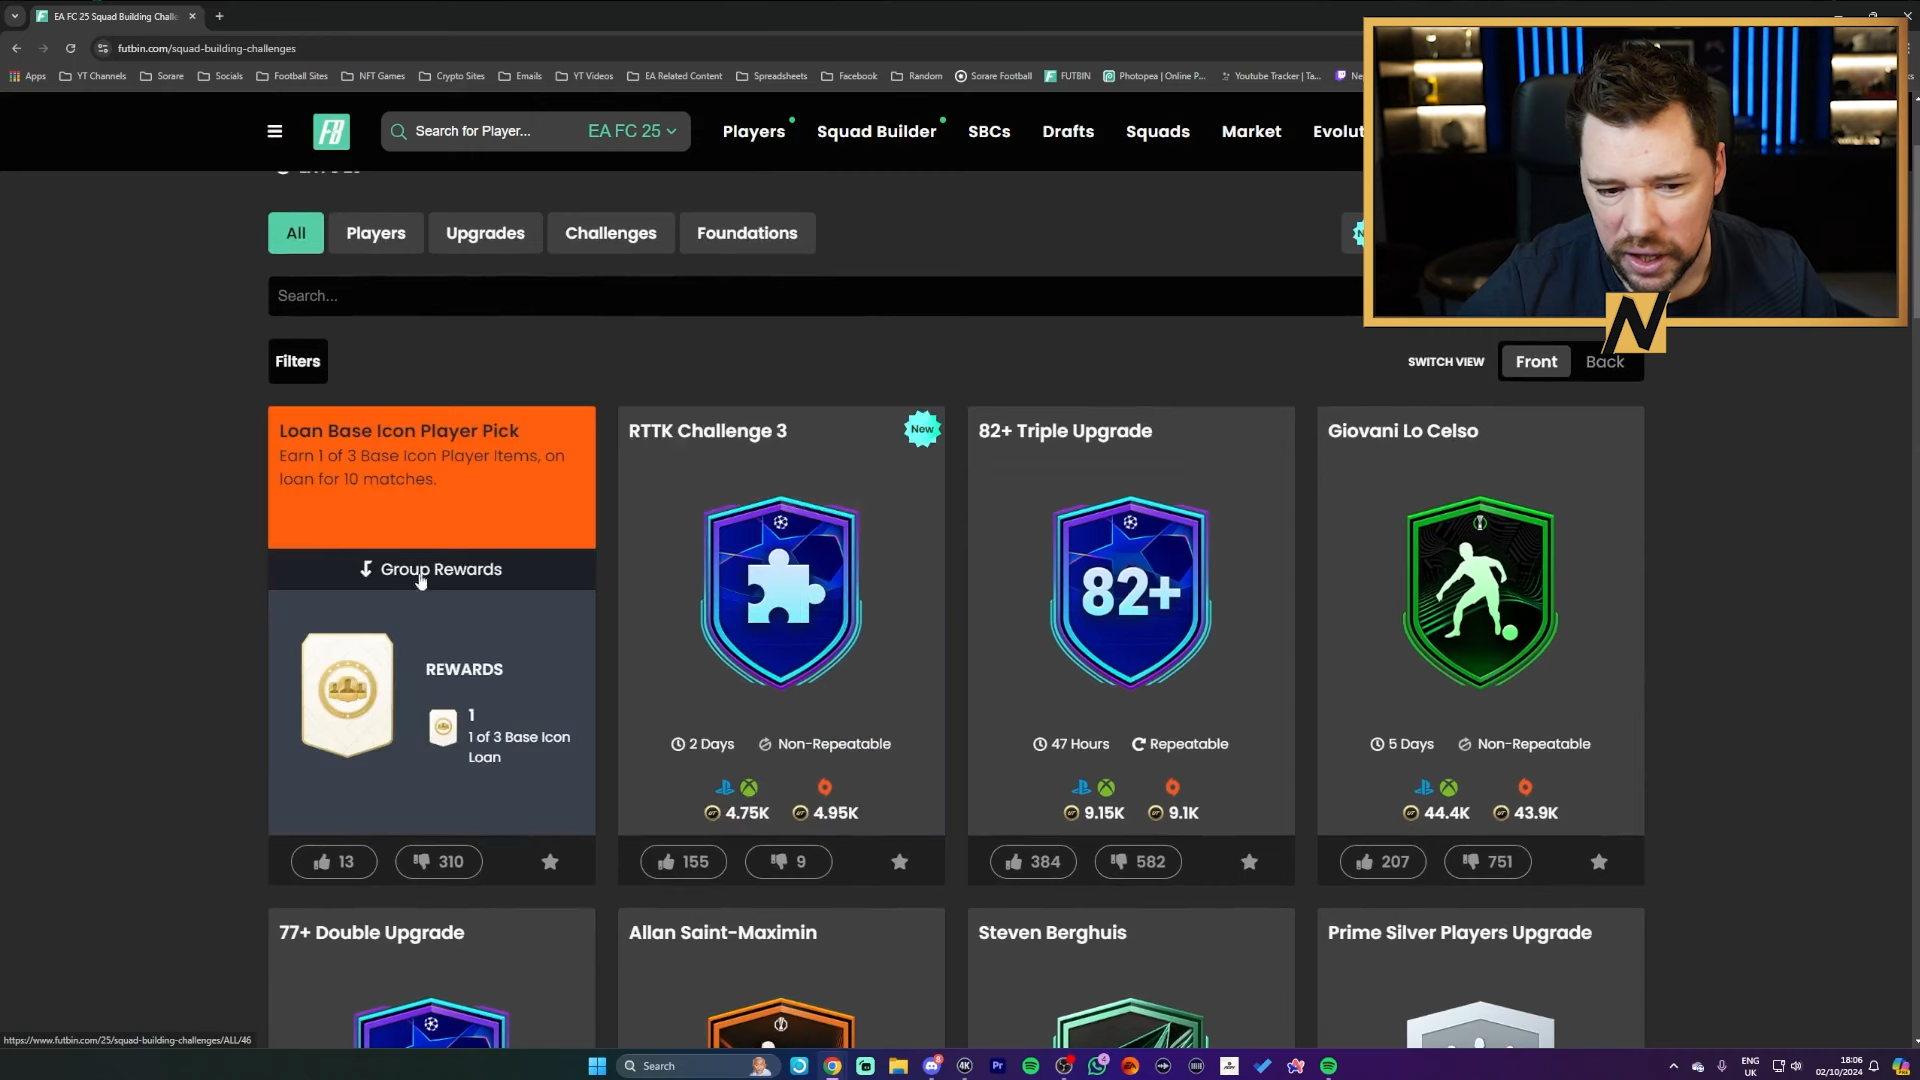 EA FC 25 Squad Building Challe
futbin.com/squad-building-challenges
Apps
YT Channels
Sorare
Socials
Football Sites
NFT Games
Crypto Sites
Emails
YT Videos
EA Related Content
Spreadsheets
Facebook
Random
Sorare Football
FUTBIN
Photopea | Online P...
Youtube Tracker | Ta...
FB
Search for Player...
EA FC 25
Players
Squad Builder
SBCs
Drafts
Squads
Market
Evolut
All
Players
Upgrades
Challenges
Foundations
Search...
N
Filters
SWITCH VIEW
Front
Back
Loan Base Icon Player Pick
Earn 1 of 3 Base Icon Player Items, on
loan for 10 matches.
Group Rewards
REWARDS
1
1 of 3 Base Icon
Loan
13
310
RTTK Challenge 3
New
2 Days
Non-Repeatable
4.75K
4.95K
155
9
82+ Triple Upgrade
82+
47 Hours
Repeatable
9.15K
9.1K
384
582
Giovani Lo Celso
5 Days
Non-Repeatable
44.4K
43.9K
207
751
77+ Double Upgrade
Allan Saint-Maximin
Steven Berghuis
Prime Silver Players Upgrade
https://www.futbin.com/25/squad-building-challenges/ALL/46
Search
8
4K
Pr
4
ENG
UK
18:06
02/10/2024